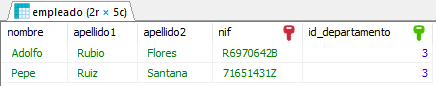 empleado (2r × 5c)
nombre apellido1 apellido2 nif id_departamento
Adolfo Rubio Flores R6970642B 3
Pepe Ruiz Santana 71651431Z 3